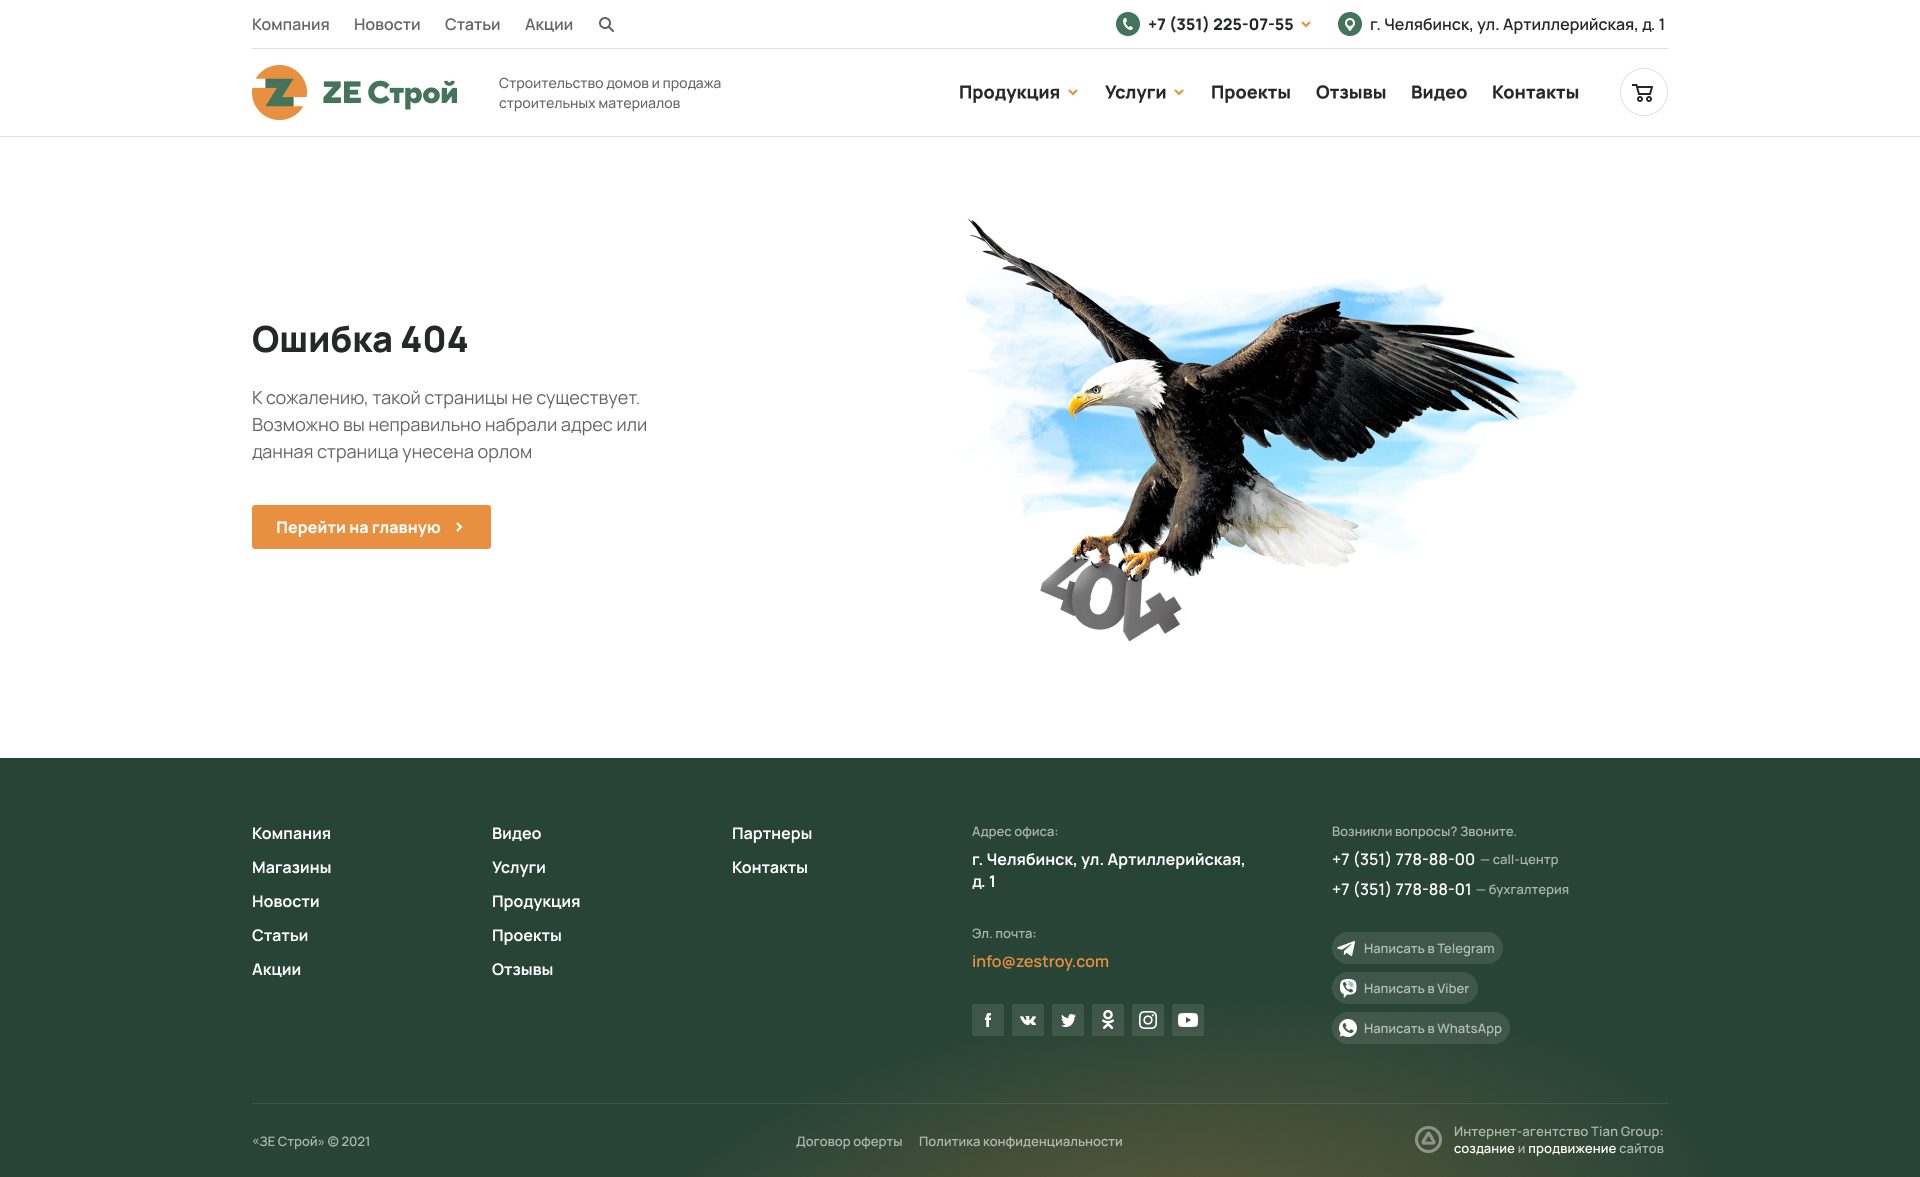 Компания Новости Статьи Акции
+7 (351) 225-07-55 г. Челябинск, ул. Артиллерийская, д. 1
Z ZE Строй
Строительство домов и продажа
строительных материалов
Продукция Услуги Проекты Отзывы Видео Контакты
Ошибка 404
К сожалению, такой страницы не существует.
Возможно вы неправильно набрали адрес или
данная страница унесена орлом
Перейти на главную
404
Компания
Магазины
Новости
Статьи
Акции
Видео
Услуги
Продукция
Проекты
Отзывы
Партнеры
Контакты
Адрес офиса:
г. Челябинск, ул. Артиллерийская,
д. 1
Эл. почта:
info@zestroy.com
Возникли вопросы? Звоните.
+7 (351) 778-88-00 — call-центр
+7 (351) 778-88-01 — бухгалтерия
Написать в Telegram
Написать в Viber
Написать в WhatsApp
«ЗЕ Строй» © 2021
Договор оферты Политика конфиденциальности
Интернет-агентство Tian Group:
создание и продвижение сайтов